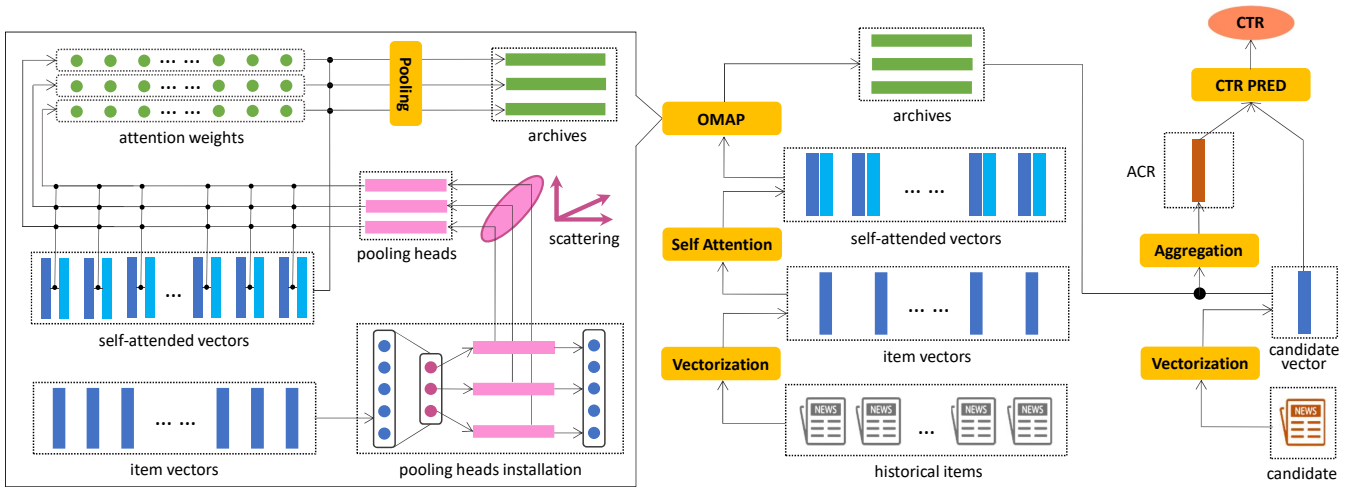 ... ...
... ...
... ...
attention weights
Pooling
archives
pooling heads
scattering
...
self-attended vectors
... ...
item vectors
pooling heads installation
OMAP
archives
... ...
self-attended vectors
Self Attention
... ...
item vectors
Vectorization
NEWS
NEWS
...
NEWS
NEWS
historical items
CTR
CTR PRED
ACR
Aggregation
candidate
vector
Vectorization
NEWS
candidate